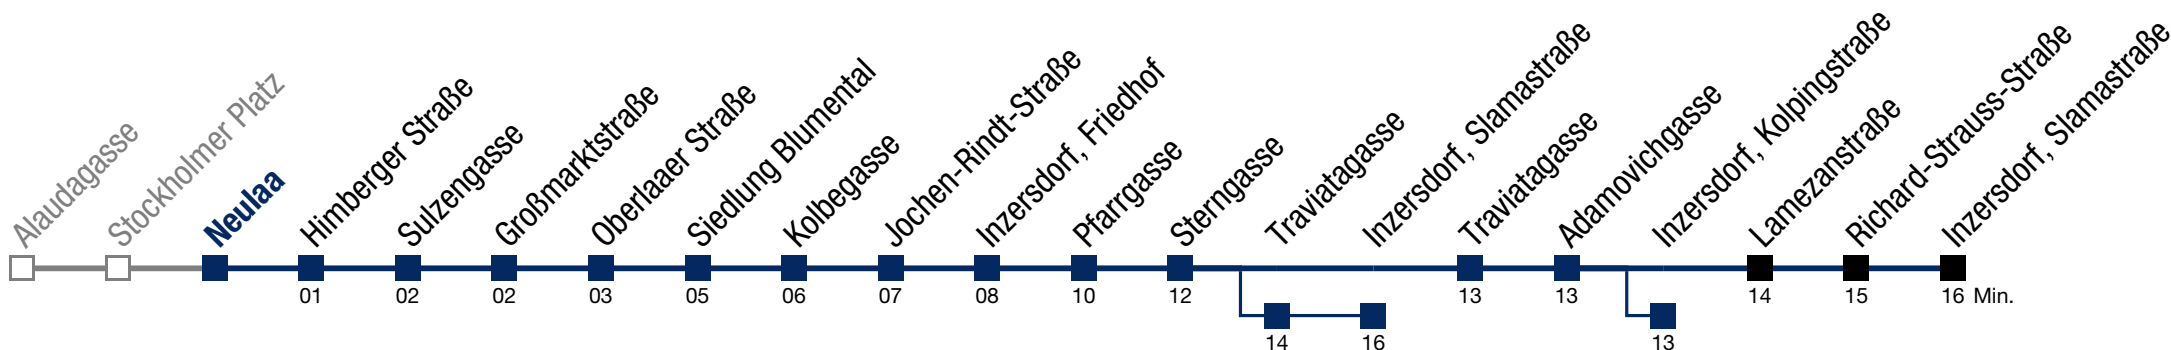 Alaudagasse
Stockholmer Platz
Neulaa
Himberger Straße
Sulzengasse
Großmarktstraße
Oberlaaer Straße
Siedlung Blumental
Kolbegasse
Jochen-Rindt-Straße
Inzersdorf, Friedhof
Pfarrgasse
Sterngasse
Traviatagasse
Inzersdorf, Slamastraße
Traviatagasse
Adamovichgasse
Inzersdorf, Kolpingstraße
Lamezanstraße
Richard-Strauss-Straße
Inzersdorf, Slamastraße
01 02 02 03 05 06 07 08 10 12 13 13 14 15 16 Min.
14 16 13